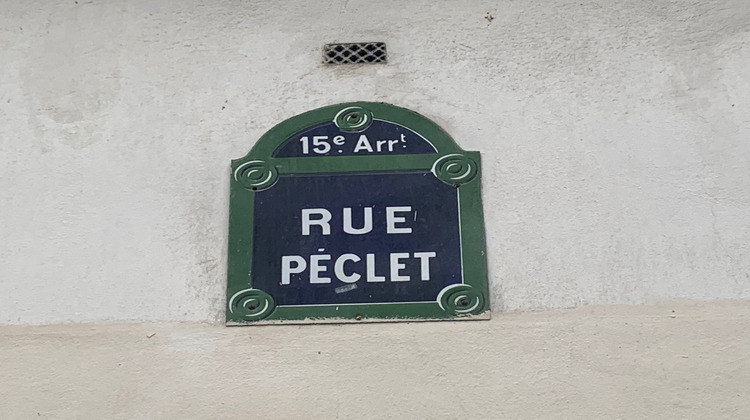 15e Arrt
RUE
PÉCLET